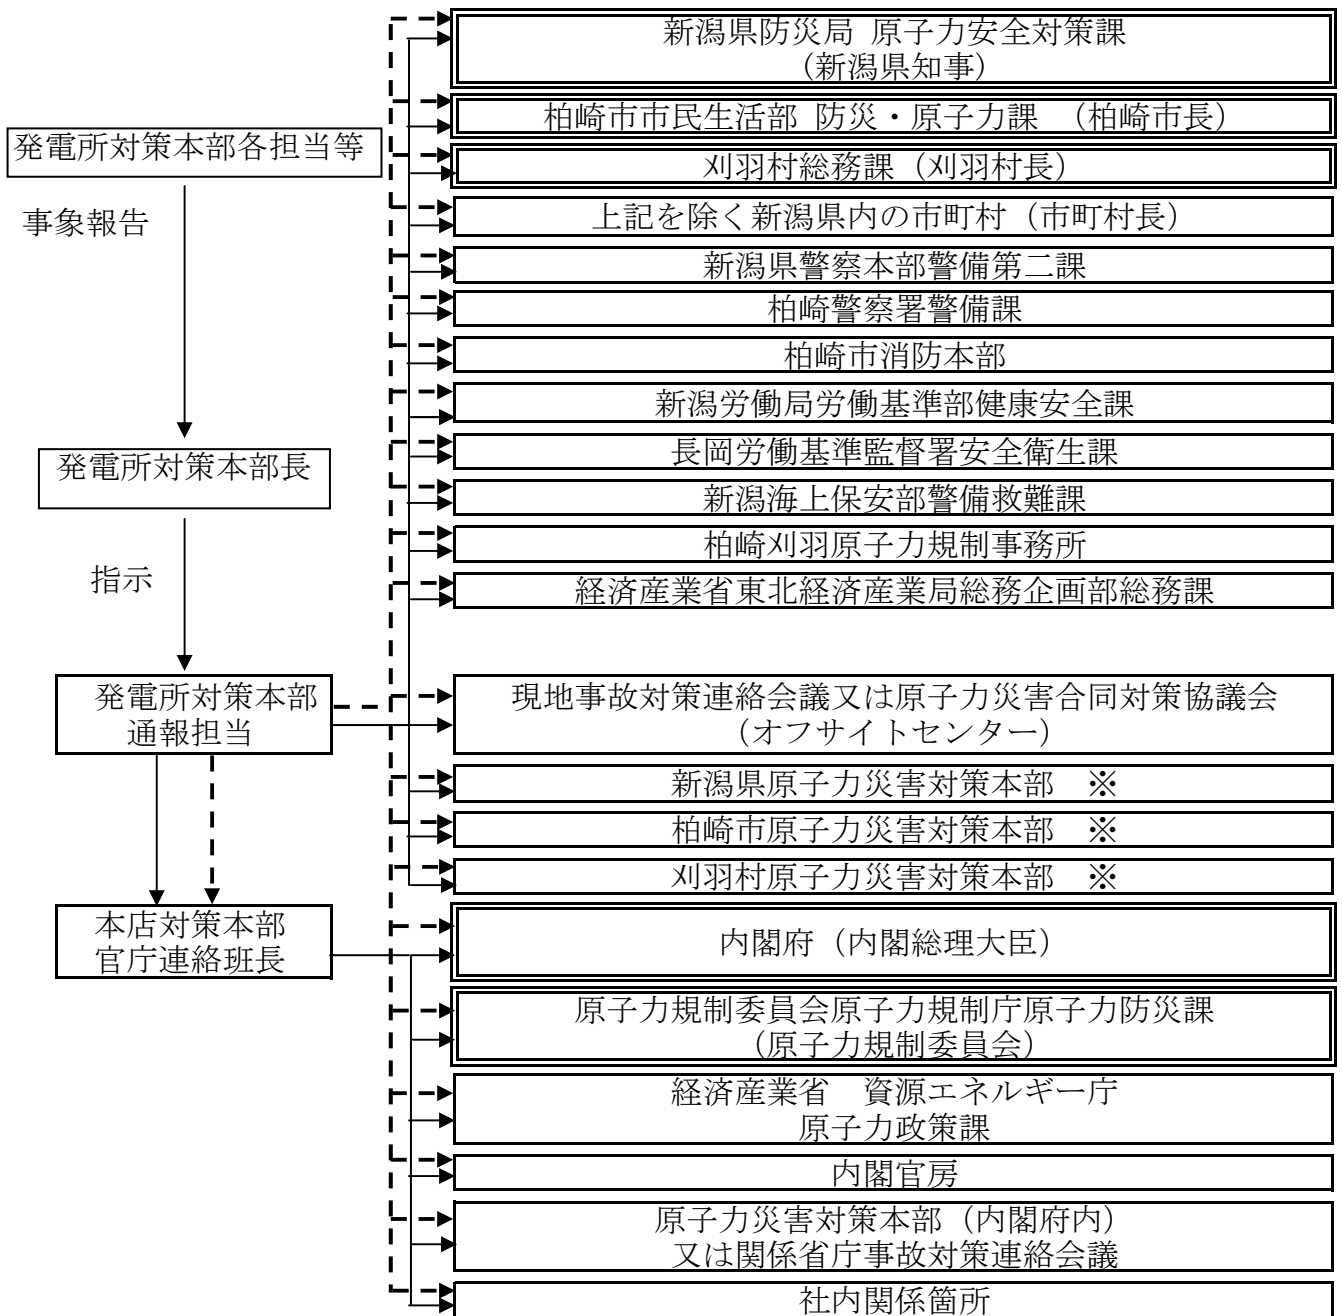 新潟県防災局 原子力安全対策課
（新潟県知事）
柏崎市市民生活部 防災・原子力課 （柏崎市長）
発電所対策本部各担当等
刈羽村総務課（刈羽村長）
事象報告
上記を除く新潟県内の市町村（市町村長）
新潟県警察本部警備第二課
柏崎警察署警備課
柏崎市消防本部
新潟労働局労働基準部健康安全課
長岡労働基準監督署安全衛生課
発電所対策本部長
新潟海上保安部警備救難課
柏崎刈羽原子力規制事務所
指示
経済産業省東北経済産業局総務企画部総務課
発電所対策本部
通報担当
現地事故対策連絡会議又は原子力災害合同対策協議会
（オフサイトセンター）
新潟県原子力災害対策本部 ※
柏崎市原子力災害対策本部 ※
刈羽村原子力災害対策本部 ※
本店対策本部
官庁連絡班長
内閣府（内閣総理大臣）
原子力規制委員会原子力規制庁原子力防災課
（原子力規制委員会）
経済産業省 資源エネルギー庁
原子力政策課
内閣官房
原子力災害対策本部（内閣府内）
又は関係省庁事故対策連絡会議
社内関係箇所